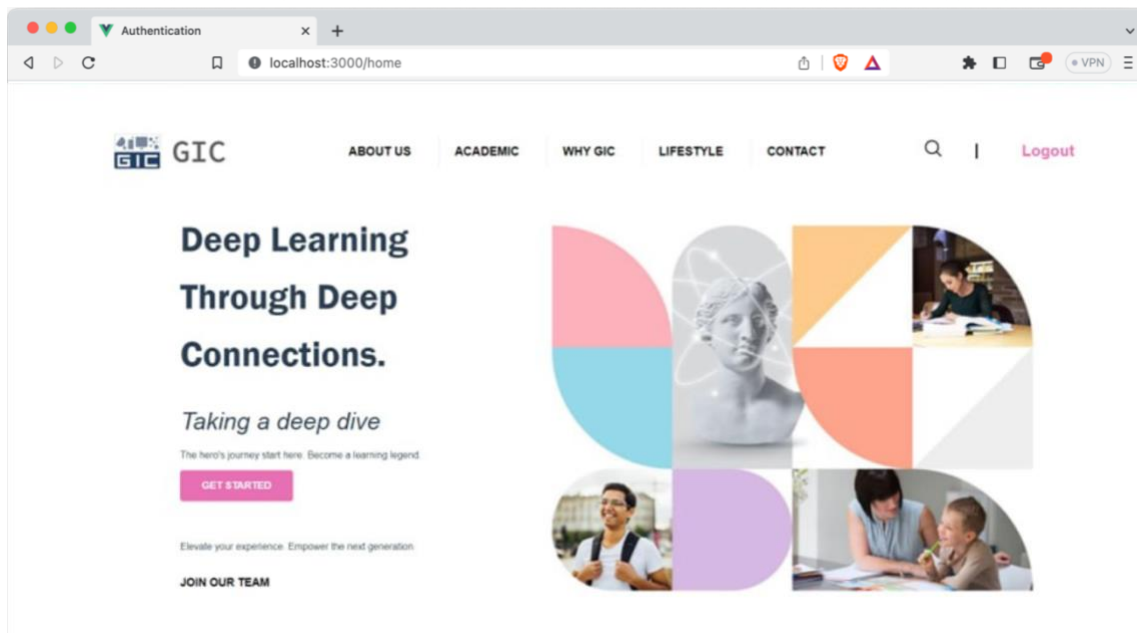 Authentication
localhost:3000/home
VPN
GIC GIC
ABOUT US ACADEMIC WHY GIC LIFESTYLE CONTACT | Logout
Deep Learning
Through Deep
Connections.
Taking a deep dive
The hero's journey start here. Become a learning legend.
GET STARTED
Elevate your experience. Empower the next generation
JOIN OUR TEAM